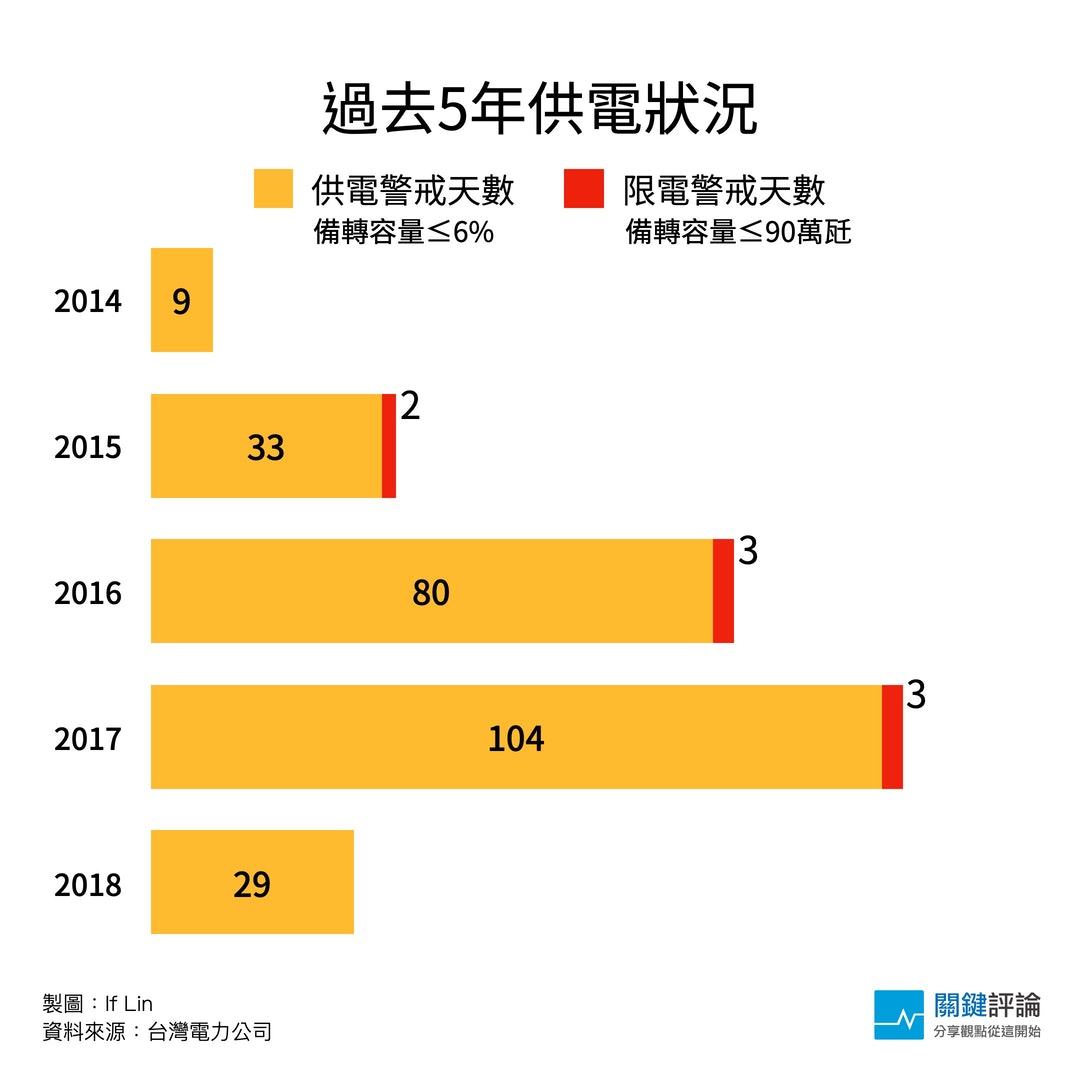 過去5年供電狀況
供電警戒天數 限電警戒天數
備轉容量≤6% 備轉容量≤90萬瓩
2014 9
2015 33 2
2016 80 3
2017 104 3
2018 29
製圖：If Lin
資料來源：台灣電力公司
關鍵評論
分享觀點從這開始